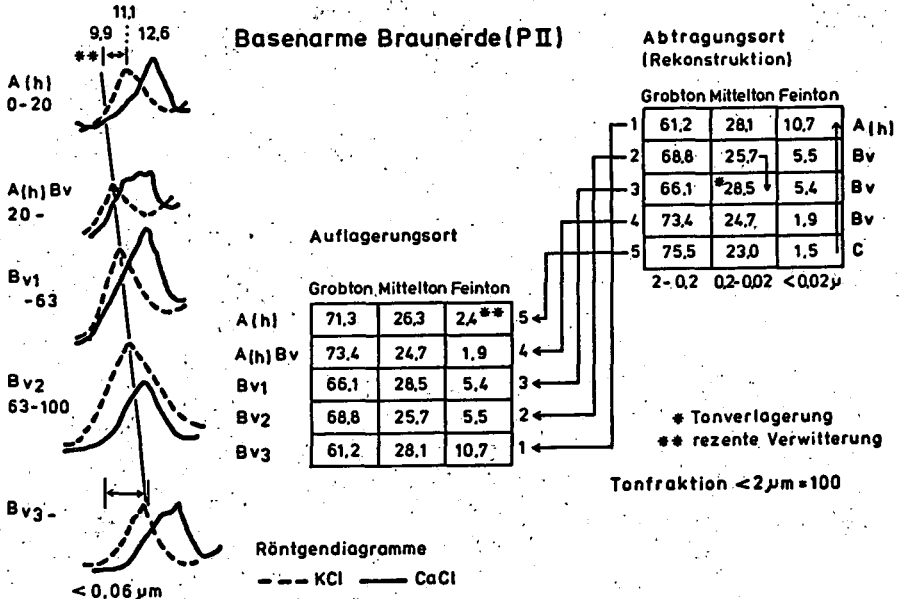 Basenarme Braunerde (P II)
11,1
9,9 12,6
**
A(h)
0-20
A(h) Bv
20-
Bv1
-63
Bv2
63-100
Bv3-
< 0,06 µm
Röntgendiagramme
KCl CaCl
Auflagerungsort
Grobton Mittelton Feinton
A(h) 71,3 26,3 2,4** 5
A(h) Bv 73,4 24,7 1,9 4
Bv1 66,1 28,5 5,4 3
Bv2 68,8 25,7 5,5 2
Bv3 61,2 28,1 10,7 1
Abtragungsort
(Rekonstruktion)
Grobton Mittelton Feinton
1 61,2 28,1 10,7 A(h)
2 68,8 25,7 5,5 Bv
3 66,1 *28,5 5,4 Bv
4 73,4 24,7 1,9 Bv
5 75,5 23,0 1,5 C
2-0,2 0,2-0,02 <0,02µ
* Tonverlagerung
** rezente Verwitterung
Tonfraktion <2µm=100